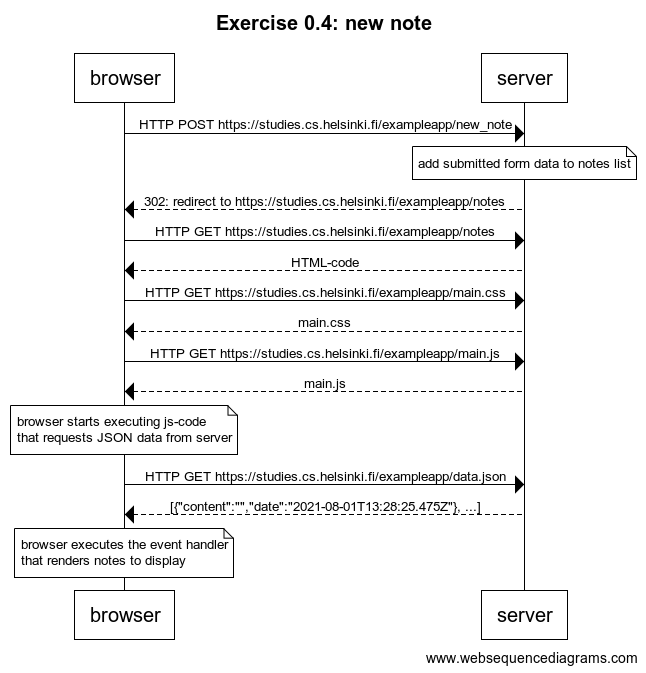 Exercise 0.4: new note
browser
server
HTTP POST https://studies.cs.helsinki.fi/exampleapp/new_note
add submitted form data to notes list
302: redirect to https://studies.cs.helsinki.fi/exampleapp/notes
HTTP GET https://studies.cs.helsinki.fi/exampleapp/notes
HTML-code
HTTP GET https://studies.cs.helsinki.fi/exampleapp/main.css
main.css
HTTP GET https://studies.cs.helsinki.fi/exampleapp/main.js
main.js
browser starts executing js-code
that requests JSON data from server
HTTP GET https://studies.cs.helsinki.fi/exampleapp/data.json
[{"content":"","date":"2021-08-01T13:28:25.475Z"}, ...]
browser executes the event handler
that renders notes to display
browser
server
www.websequencediagrams.com